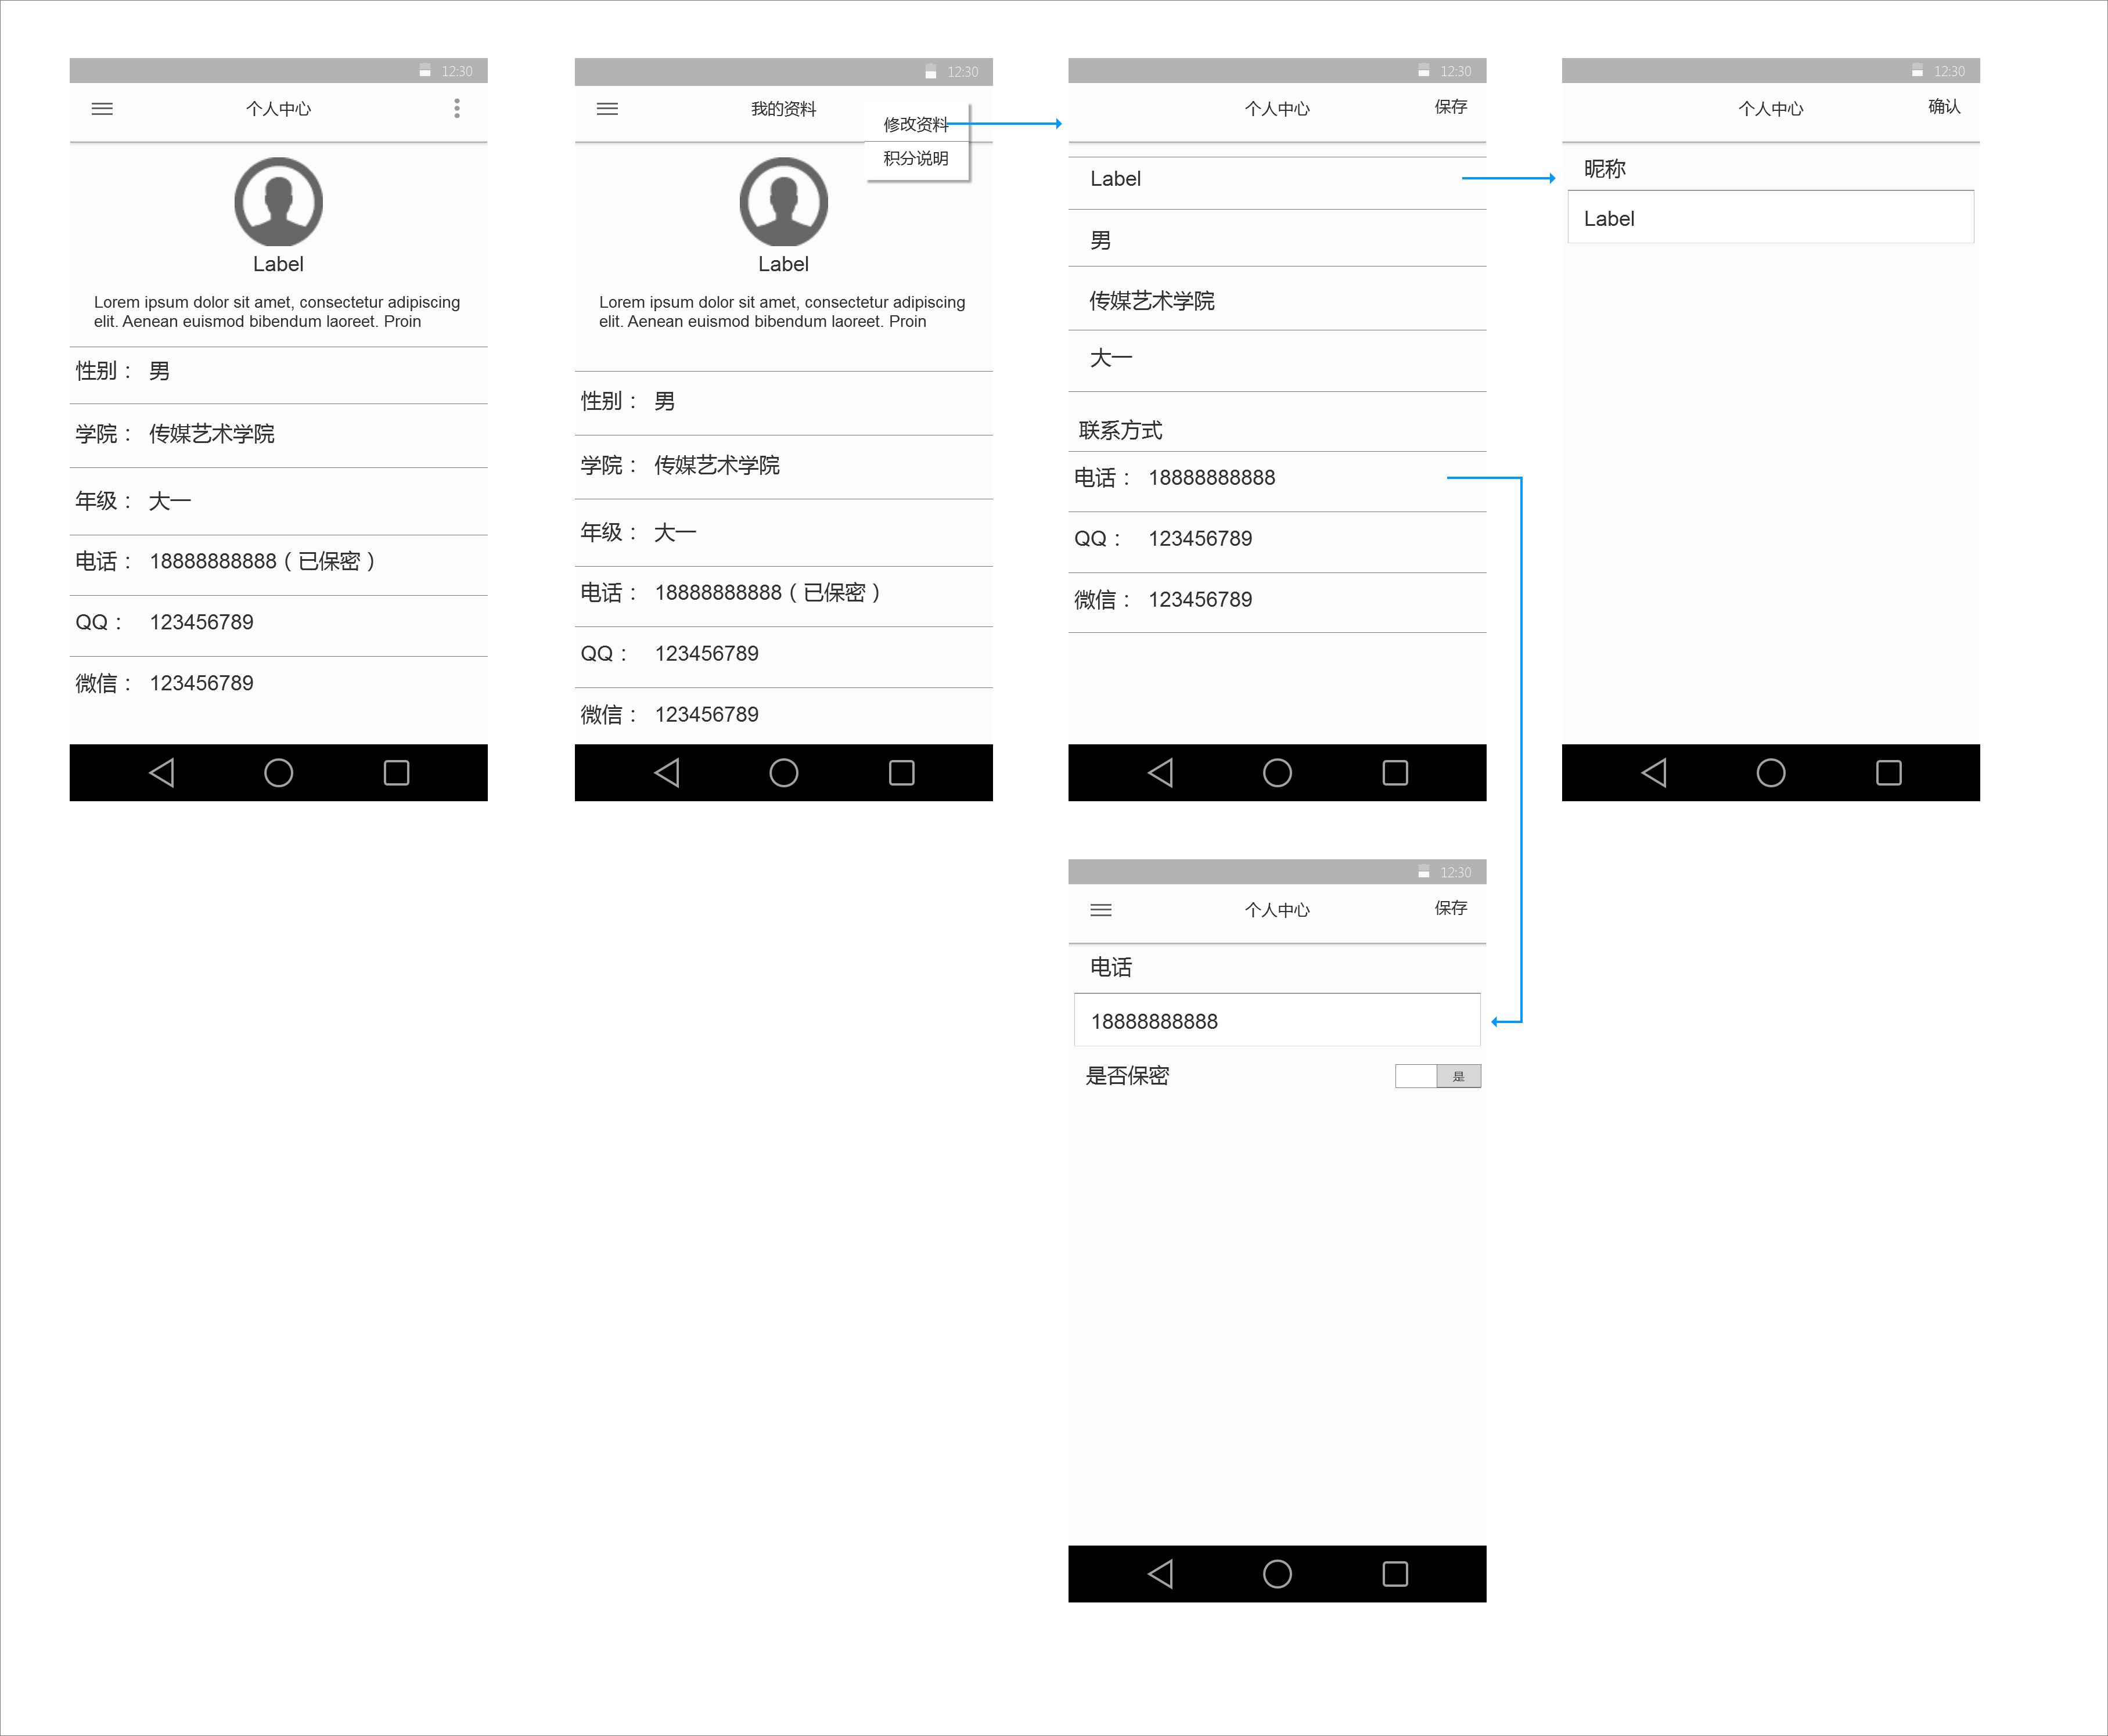 12:30
个人中心
Label
Lorem ipsum dolor sit amet, consectetur adipiscing
elit. Aenean euismod bibendum laoreet. Proin
性别： 男
学院： 传媒艺术学院
年级： 大一
电话： 18888888888（已保密）
QQ： 123456789
微信： 123456789
12:30
我的资料
修改资料
积分说明
Label
Lorem ipsum dolor sit amet, consectetur adipiscing
elit. Aenean euismod bibendum laoreet. Proin
性别： 男
学院： 传媒艺术学院
年级： 大一
电话： 18888888888（已保密）
QQ： 123456789
微信： 123456789
12:30
个人中心 保存
Label
男
传媒艺术学院
大一
联系方式
电话： 18888888888
QQ： 123456789
微信： 123456789
12:30
个人中心 确认
昵称
Label
12:30
个人中心 保存
电话
18888888888
是否保密 是